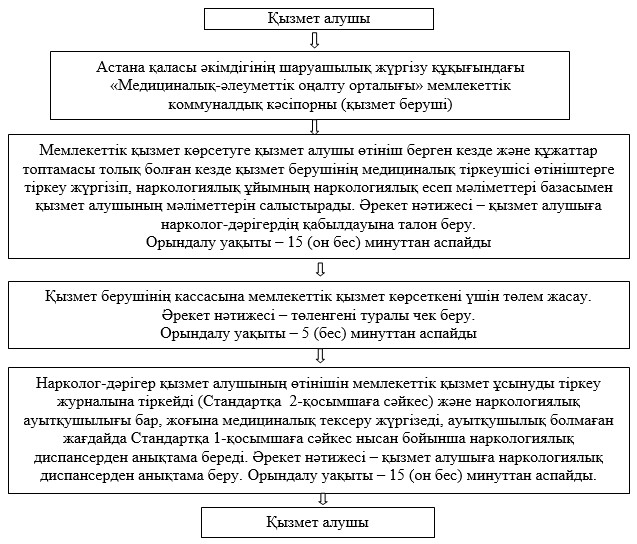 Қызмет алушы
Астана қаласы әкімдігінің шаруашылық жүргізу құқығындағы
«Медициналық-әлеуметтік оңалту орталығы» мемлекеттік
коммуналдық кәсіпорны (қызмет беруші)
Мемлекеттік қызмет көрсетуге қызмет алушы өтініш берген кезде және құжаттар
топтамасы толық болған кезде қызмет берушінің медициналық тіркеушісі өтініштерге
тіркеу жүргізіп, наркологиялық ұйымның наркологиялық есеп мәліметтері базасымен
қызмет алушының мәліметтерін салыстырады. Әрекет нәтижесі – қызмет алушыға
нарколог-дәрігердің қабылдауына талон беру.
Орындалу уақыты – 15 (он бес) минуттан аспайды
Қызмет берушінің кассасына мемлекеттік қызмет көрсеткені үшін төлем жасау.
Әрекет нәтижесі – төленгені туралы чек беру.
Орындалу уақыты – 5 (бес) минуттан аспайды
Нарколог-дәрігер қызмет алушының өтінішін мемлекеттік қызмет ұсынуды тіркеу
журналына тіркейді (Стандартқа 2-қосымшаға сәйкес) және наркологиялық
ауытқушылығы бар, жоғына медициналық тексеру жүргізеді, ауытқушылық болмаған
жағдайда Стандартқа 1-қосымшаға сәйкес нысан бойынша наркологиялық
диспансерден анықтама береді. Әрекет нәтижесі – қызмет алушыға наркологиялық
диспансерден анықтама беру. Орындалу уақыты – 15 (он бес) минуттан аспайды.
Қызмет алушы